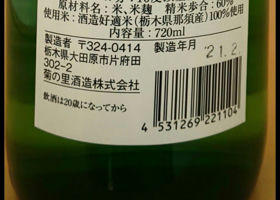 原材料名:米、米麹 精米歩合:60%
使用米:酒造好適米(栃木県那須産)100%使用
内容量:720ml
製造者 製造年月 '21.2.
〒324-0414
栃木県大田原市片府田
302-2
菊の里酒造株式会社
飲酒は20歳になってから
4531269221104